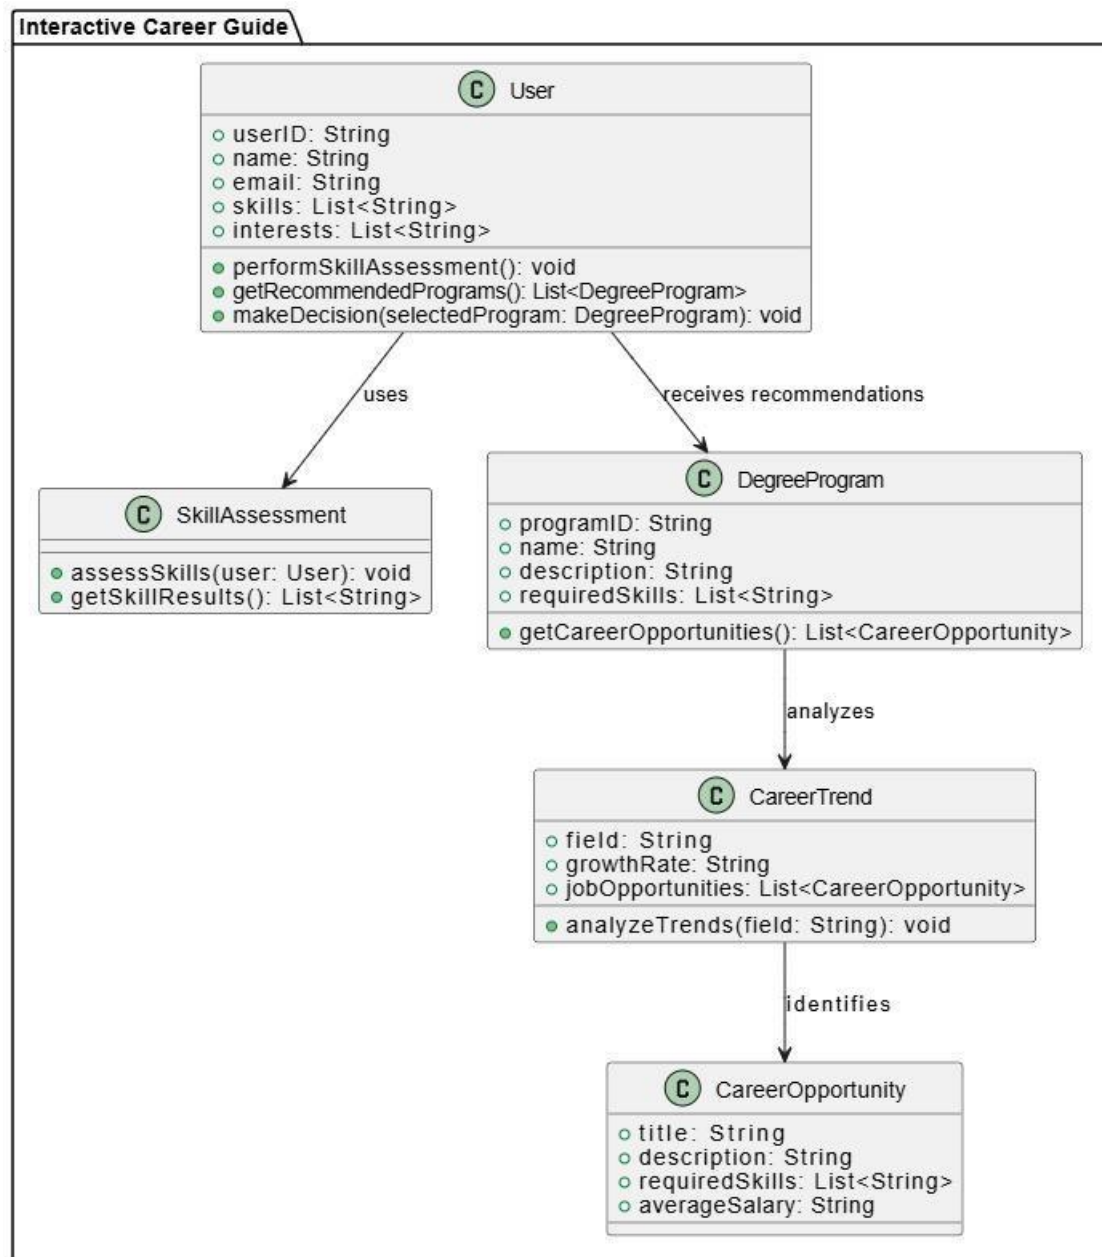 Interactive Career Guide
C User
userID: String
name: String
email: String
skills: List<String>
interests: List<String>
performSkillAssessment(): void
getRecommendedPrograms(): List<DegreeProgram>
makeDecision(selectedProgram: DegreeProgram): void
uses
receives recommendations
C SkillAssessment
assessSkills(user: User): void
getSkillResults(): List<String>
C DegreeProgram
programID: String
name: String
description: String
requiredSkills: List<String>
getCareerOpportunities(): List<CareerOpportunity>
analyzes
C CareerTrend
field: String
growthRate: String
jobOpportunities: List<CareerOpportunity>
analyzeTrends(field: String): void
identifies
C CareerOpportunity
title: String
description: String
requiredSkills: List<String>
averageSalary: String